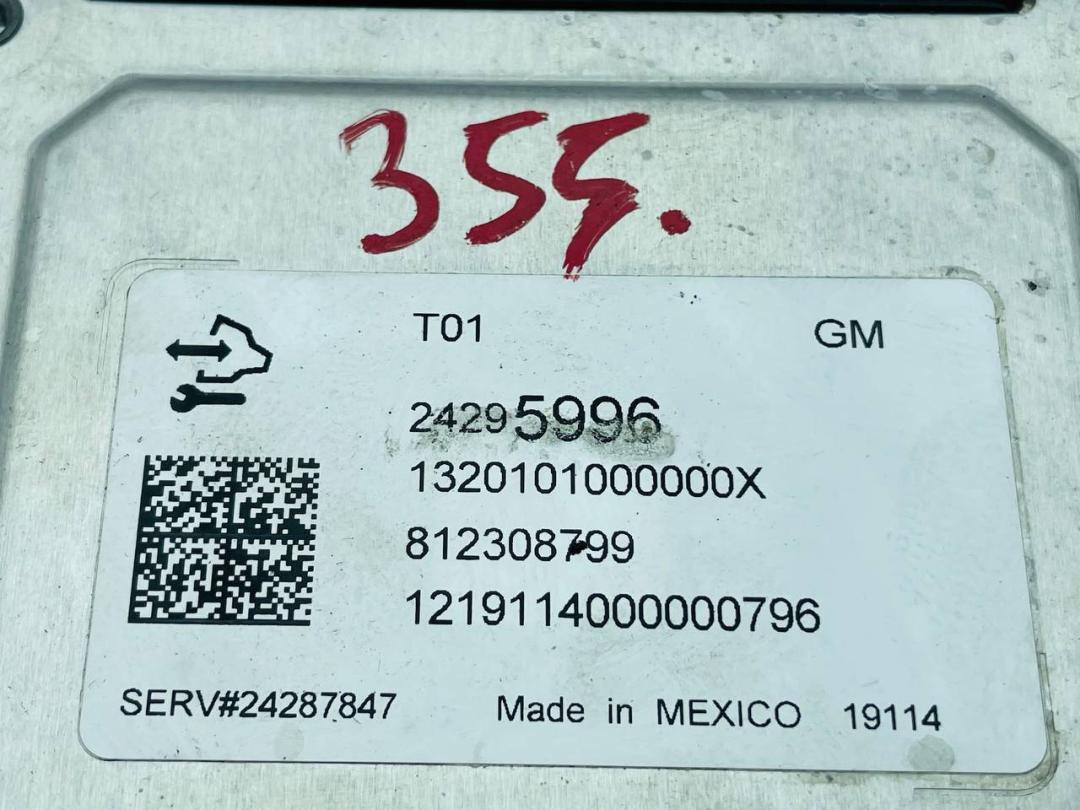 355.
T01 GM
24295996
1320101000000X
812308799
1219114000000796
SERV#24287847 Made in MEXICO 19114